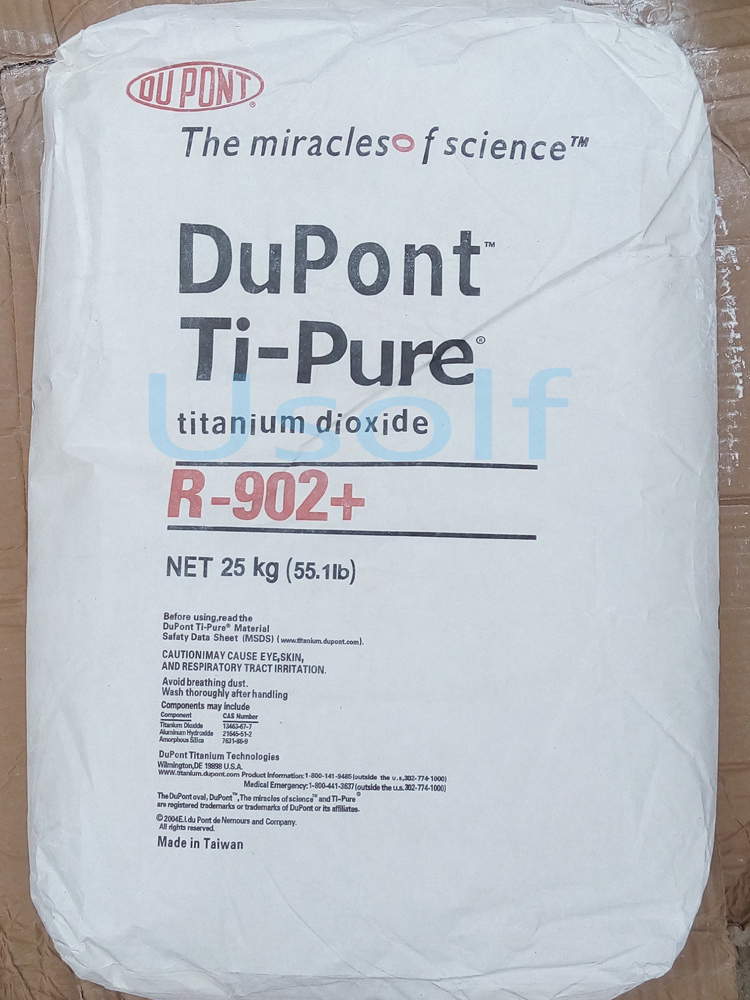 DU PONT®
The miracles of science™
DuPont™
Ti-Pure®
Usolf
titanium dioxide
R-902+
NET 25 kg (55.1lb)
Before using,read the
DuPont Ti-Pure® Material
Safaty Data Sheet (MSDS) (www.titanium.dupont.com).
CAUTIONIMAY CAUSE EYE,SKIN,
AND RESPIRATORY TRACT IRRITATION.
Avoid breathing dust.
Wash thoroughly after handling
Components may include
Component CAS Number
Titanium Dioxide 13463-67-7
Aluminum Hydroxide 21645-51-2
Amorphous Silica 7631-86-9
DuPont Titanium Technologies
Wilmington,DE 19898 U.S.A.
www.titanium.dupont.com Product Information:1-800-141-9485(outside the u.s,302-774-1000)
Medical Emergency:1-800-441-3637(outside the u.s.302-774-1000)
The DuPont oval, DuPont™,The miracles of science™ and TI-Pure®
are registered trademarks or trademarks of DuPont or its affiliates.
©2004E.I.du Pont de Nemours and Company.
All rights reserved.
Made in Taiwan